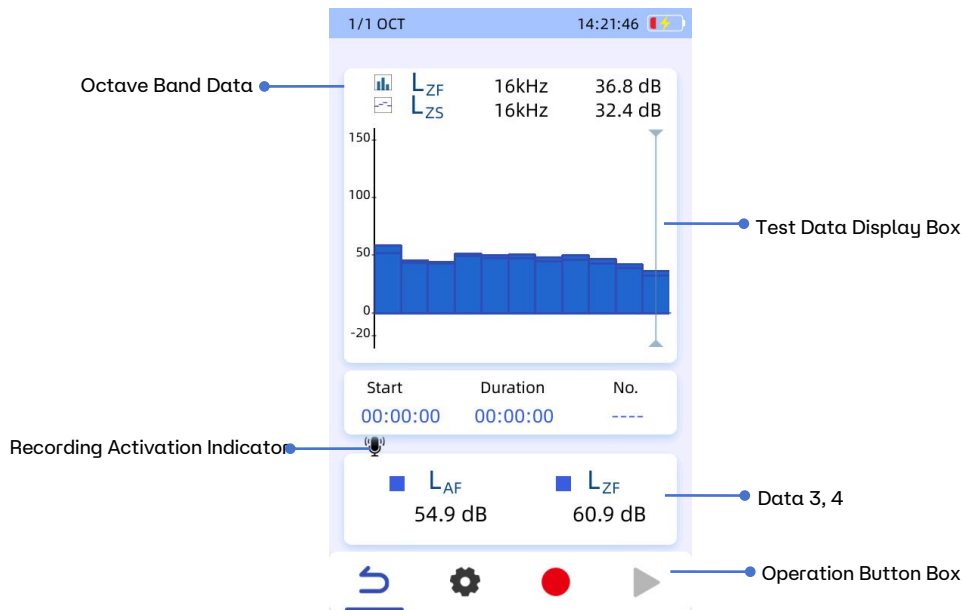 1/1 OCT 14:21:46
Octave Band Data
LZF 16kHz 36.8 dB
LZS 16kHz 32.4 dB
150
100
50
0
-20
Test Data Display Box
Start Duration No.
00:00:00 00:00:00 ----
Recording Activation Indicator
LAF LZF
54.9 dB 60.9 dB
Data 3, 4
Operation Button Box